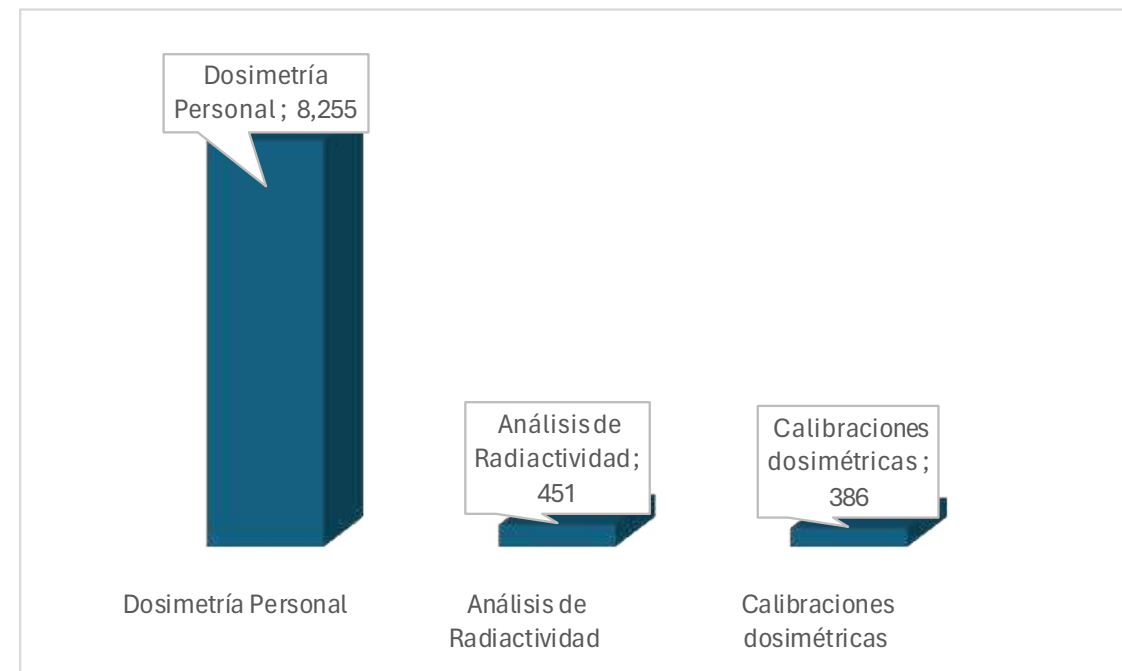 Dosimetría
Personal; 8,255
Análisis de
Radiactividad;
451
Calibraciones
dosimétricas;
386
Dosimetría Personal
Análisis de
Radiactividad
Calibraciones
dosimétricas